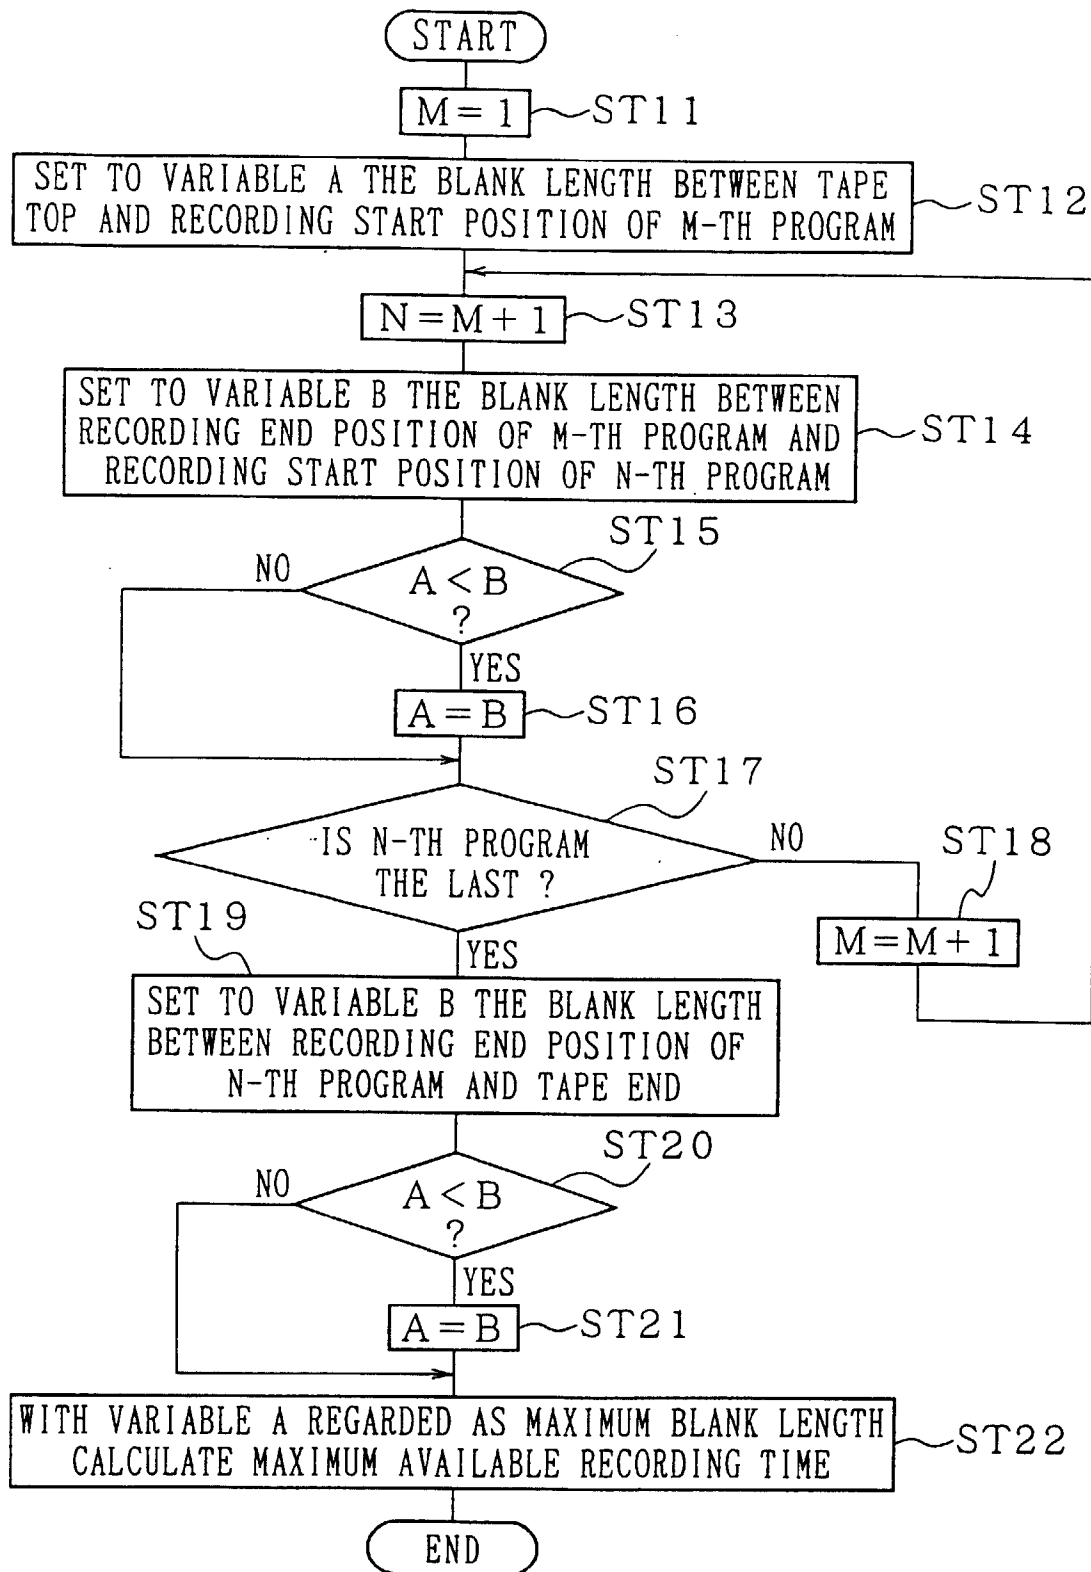 START
M = 1
ST11
SET TO VARIABLE A THE BLANK LENGTH BETWEEN TAPE
TOP AND RECORDING START POSITION OF M-TH PROGRAM
ST12
N = M + 1
ST13
SET TO VARIABLE B THE BLANK LENGTH BETWEEN
RECORDING END POSITION OF M-TH PROGRAM AND
RECORDING START POSITION OF N-TH PROGRAM
ST14
ST15
NO
A < B
?
YES
A = B
ST16
ST17
IS N-TH PROGRAM
THE LAST ?
NO
ST18
M = M + 1
ST19
YES
SET TO VARIABLE B THE BLANK LENGTH
BETWEEN RECORDING END POSITION OF
N-TH PROGRAM AND TAPE END
ST20
NO
A < B
?
YES
A = B
ST21
WITH VARIABLE A REGARDED AS MAXIMUM BLANK LENGTH
CALCULATE MAXIMUM AVAILABLE RECORDING TIME
ST22
END